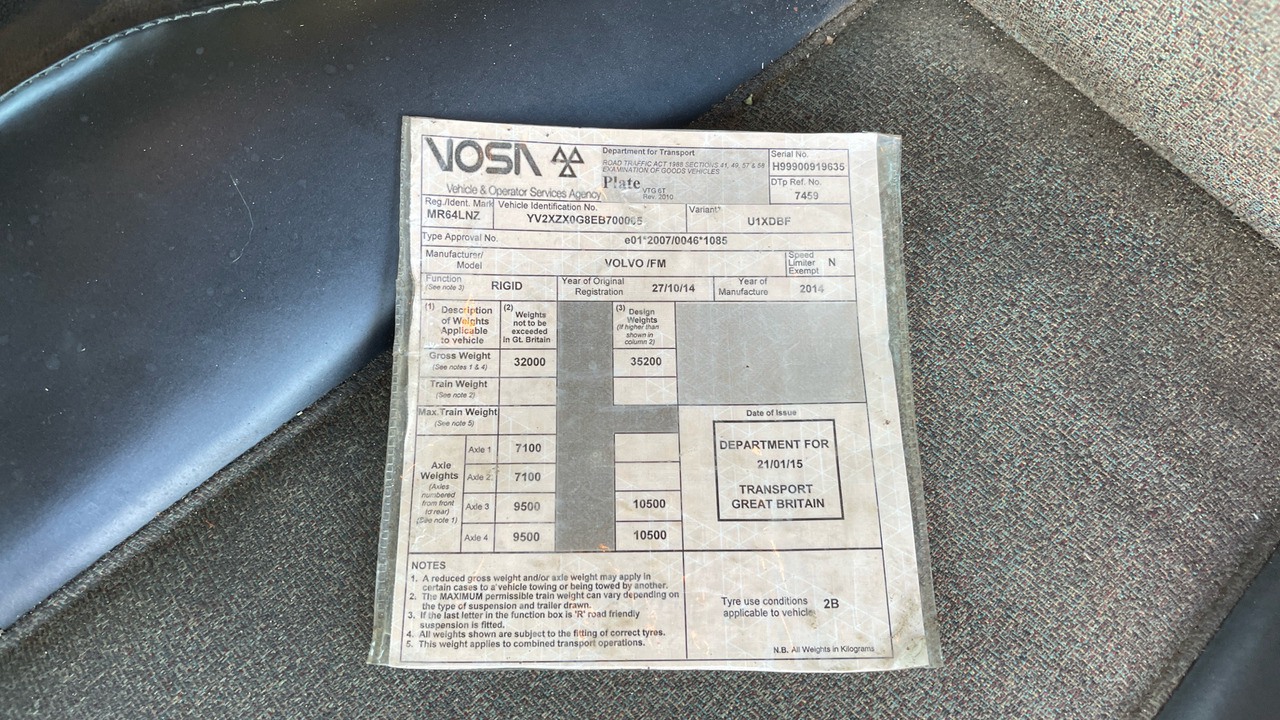 VOSA
Vehicle & Operator Services Agency
Department for Transport
ROAD TRAFFIC ACT 1988 SECTIONS 41, 49, 57 & 58
EXAMINATION OF GOODS VEHICLES
Plate VTG 6T
Rev. 2010
Serial No.
H99900919635
DTp Ref. No.
7459
Reg./Ident. Mark
MR64LNZ
Vehicle Identification No.
Variant
U1XDBF
Type Approval No.
e01*2007/0046*1085
Manufacturer/
Model
VOLVO /FM
Speed
Limiter
Exempt
N
Function
(See note 3)
RIGID
Year of Original
Registration
27/10/14
Year of
Manufacture
2014
(1) Description
of Weights
Applicable
to vehicle
(2) Weights
not to be
exceeded
in Gt. Britain
(3) Design
Weights
(If higher than
shown in
column 2)
Gross Weight
(See notes 1 & 4)
32000
35200
Train Weight
(See note 2)
Max. Train Weight
(See note 5)
Axle
Weights
(Axles
numbered
from front
to rear)
(See note 1)
Axle 1 7100
Axle 2 7100
Axle 3 9500 10500
Axle 4 9500 10500
Date of Issue
DEPARTMENT FOR
21/01/15
TRANSPORT
GREAT BRITAIN
NOTES
1. A reduced gross weight and/or axle weight may apply in
certain cases to a vehicle towing or being towed by another.
2. The MAXIMUM permissible train weight can vary depending on
the type of suspension and trailer drawn.
3. If the last letter in the function box is 'R' road friendly
suspension is fitted.
4. All weights shown are subject to the fitting of correct tyres.
5. This weight applies to combined transport operations.
Tyre use conditions
applicable to vehicle
2B
N.B. All Weights in Kilograms